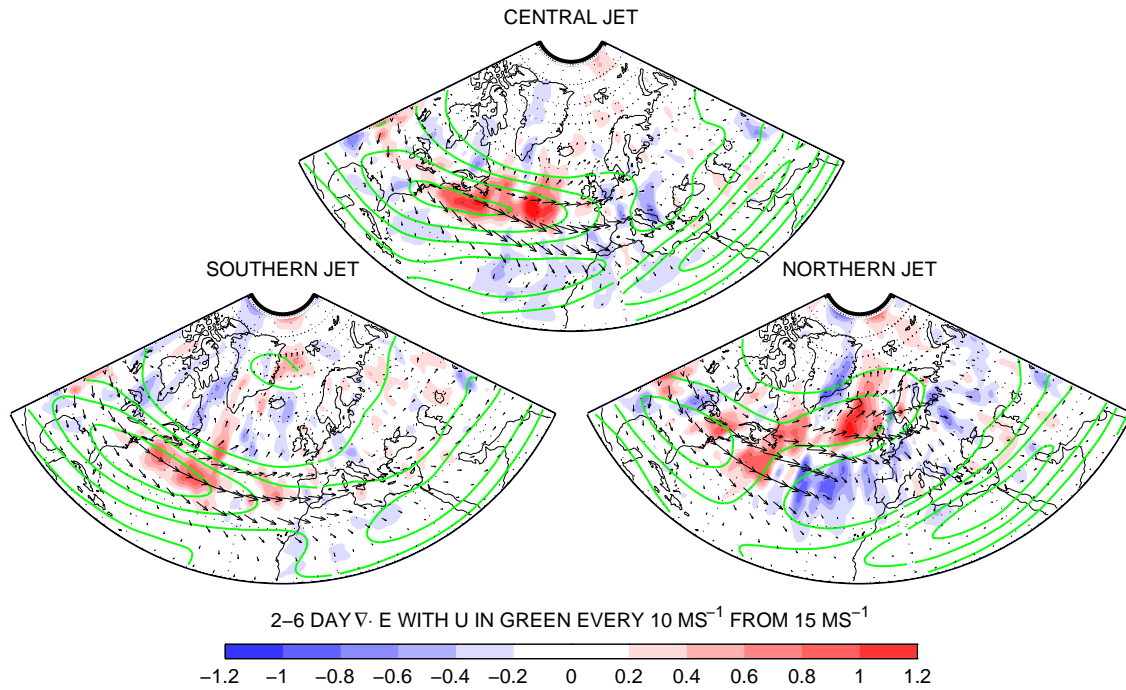 CENTRAL JET
SOUTHERN JET
NORTHERN JET
2−6 DAY ∇· E WITH U IN GREEN EVERY 10 MS⁻¹ FROM 15 MS⁻¹
−1.2 −1 −0.8 −0.6 −0.4 −0.2 0 0.2 0.4 0.6 0.8 1 1.2